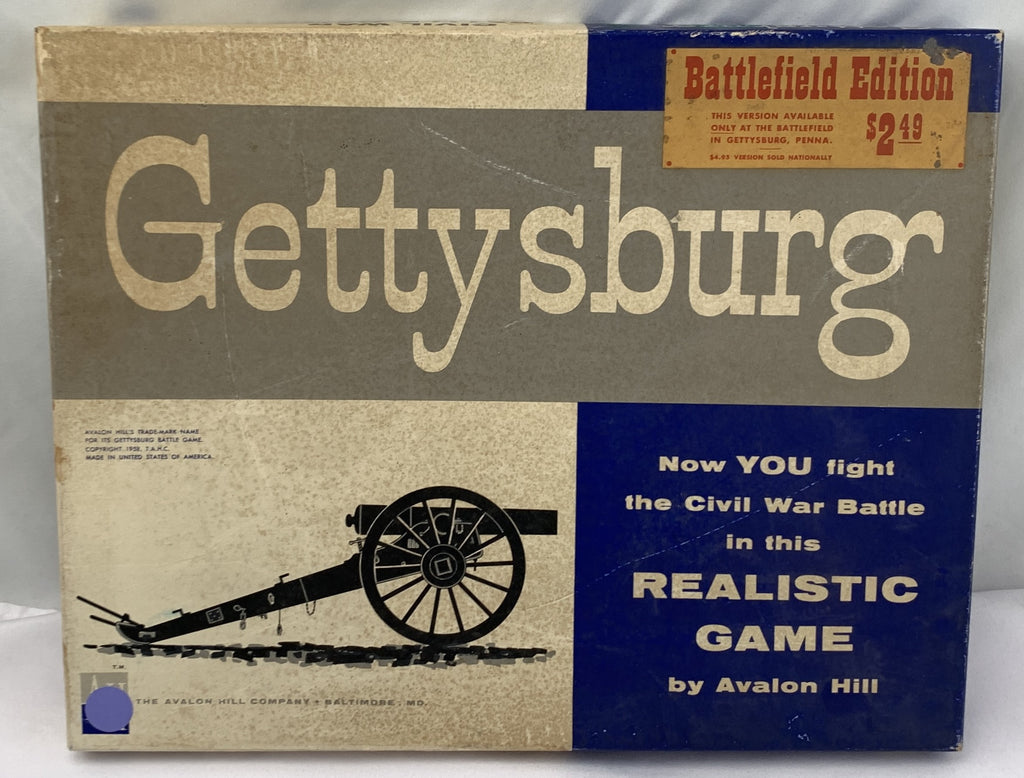 Battlefield Edition
THIS VERSION AVAILABLE
ONLY AT THE BATTLEFIELD
IN GETTYSBURG, PENNA.
$2.49
$4.95 VERSION SOLD NATIONALLY
Gettysburg
AVALON HILL'S TRADE-MARK NAME
FOR ITS GETTYSBURG BATTLE GAME.
COPYRIGHT 1958, T.A.H.C.
MADE IN UNITED STATES OF AMERICA.
Now YOU fight
the Civil War Battle
in this
REALISTIC
GAME
by Avalon Hill
T.M.
THE AVALON HILL COMPANY • BALTIMORE, MD.